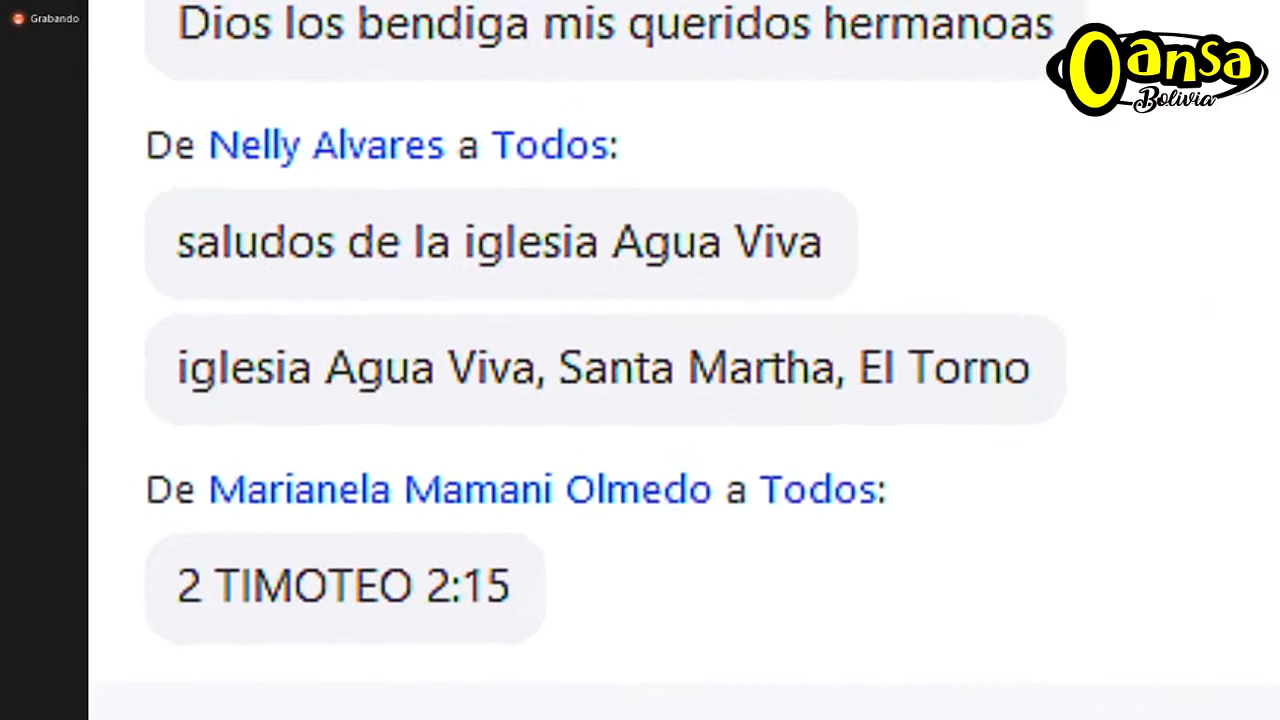 Grabando
Dios los bendiga mis queridos hermanoas
Oansa
Bolivia
De Nelly Alvares a Todos:
saludos de la iglesia Agua Viva
iglesia Agua Viva, Santa Martha, El Torno
De Marianela Mamani Olmedo a Todos:
2 TIMOTEO 2:15